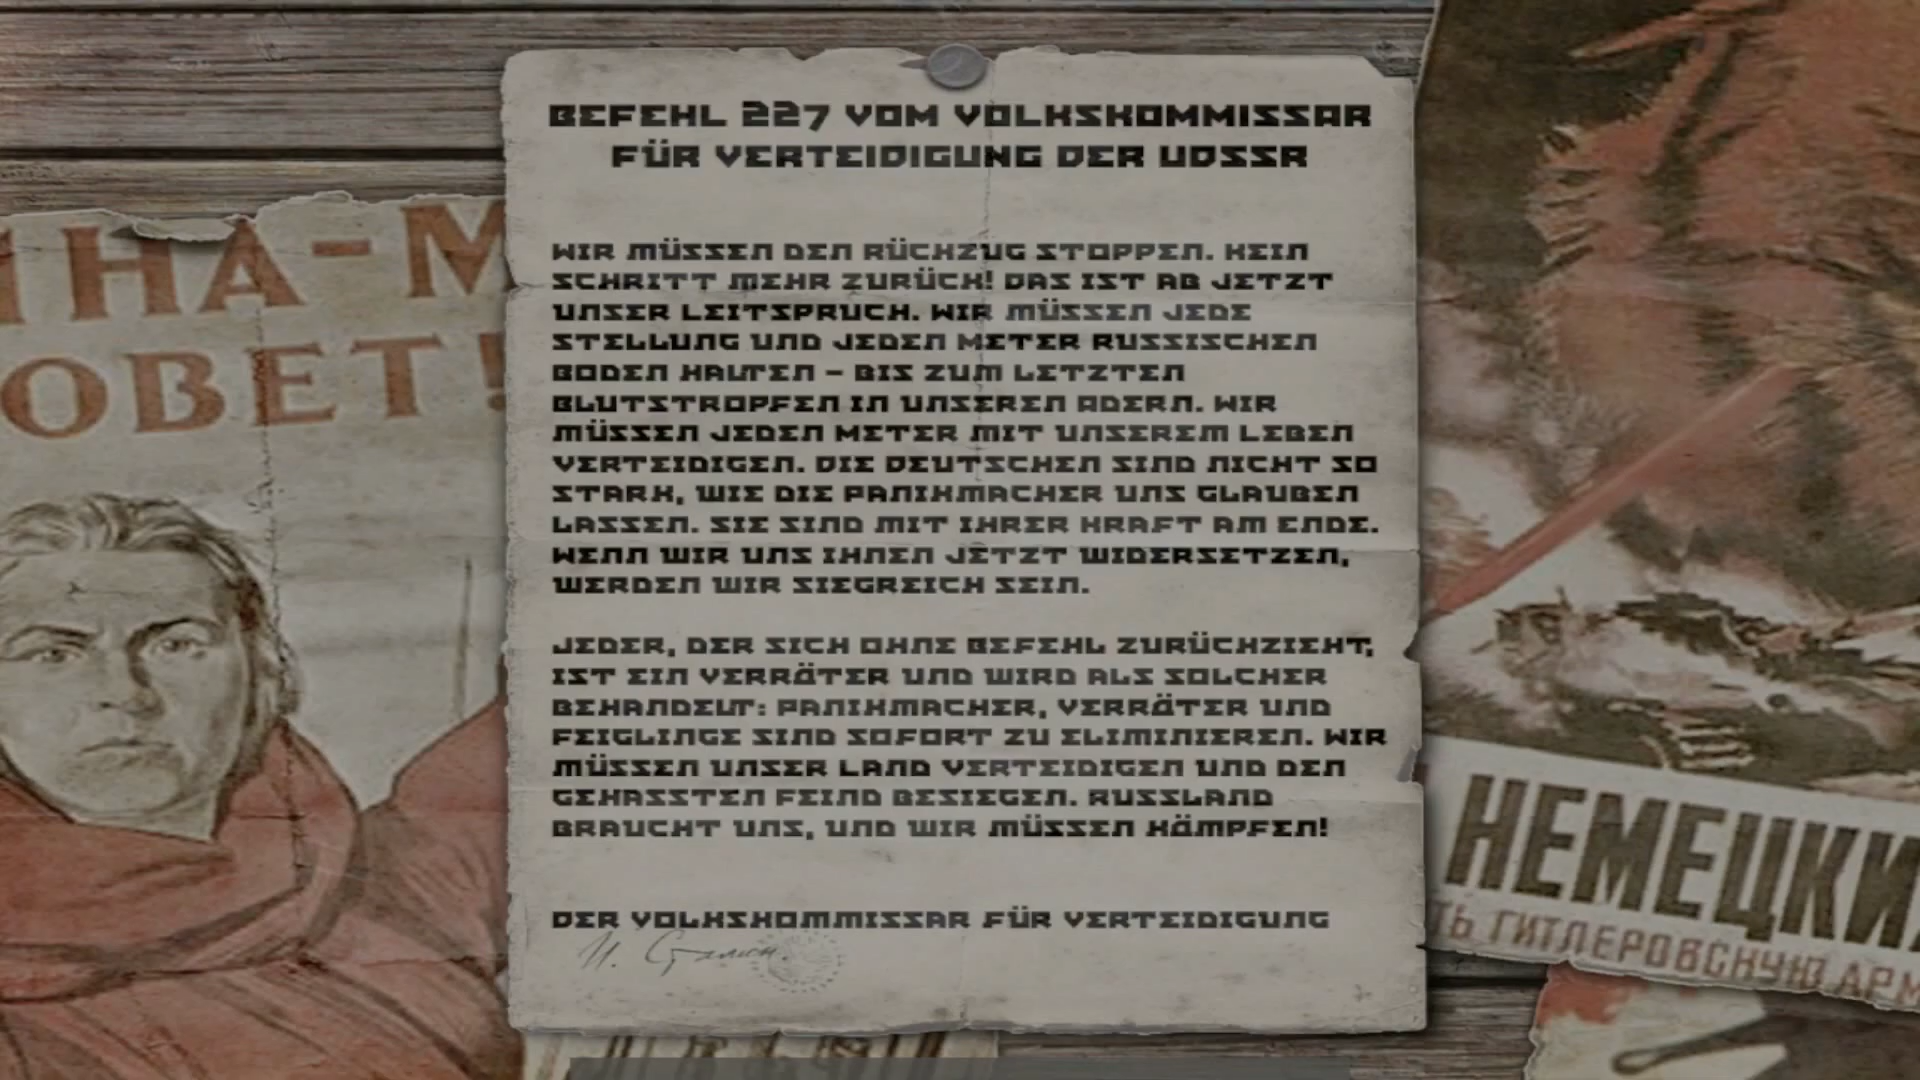 BEFEHL 227 VOM VOLKSKOMMISSAR
FÜR VERTEIDIGUNG DER UDSSR
WIR MÜSSEN DEN RÜCKZUG STOPPEN. KEIN
SCHRITT MEHR ZURÜCK! DAS IST AB JETZT
UNSER LEITSPRUCH. WIR MÜSSEN JEDE
STELLUNG UND JEDEN METER RUSSISCHEN
BODEN HALTEN – BIS ZUM LETZTEN
BLUTSTROPFEN IN UNSEREN ADERN. WIR
MÜSSEN JEDEN METER MIT UNSEREM LEBEN
VERTEIDIGEN. DIE DEUTSCHEN SIND NICHT SO
STARK, WIE DIE PANIKMACHER UNS GLAUBEN
LASSEN. SIE SIND MIT IHRER KRAFT AM ENDE.
WENN WIR UNS IHNEN JETZT WIDERSETZEN,
WERDEN WIR SIEGREICH SEIN.
JEDER, DER SICH OHNE BEFEHL ZURÜCKZIEHT,
IST EIN VERRÄTER UND WIRD ALS SOLCHER
BEHANDELT: PANIKMACHER, VERRÄTER UND
FEIGLINGE SIND SOFORT ZU ELIMINIEREN. WIR
MÜSSEN UNSER LAND VERTEIDIGEN UND DEN
GEHASSTEN FEIND BESIEGEN. RUSSLAND
BRAUCHT UNS, UND WIR MÜSSEN KÄMPFEN!
DER VOLKSKOMMISSAR FÜR VERTEIDIGUNG
И. Сталин.
ИНА-М
ОВЕТ!
НЕМЕЦКИ
ТЬ ГИТЛЕРОВСКУЮ АРМ